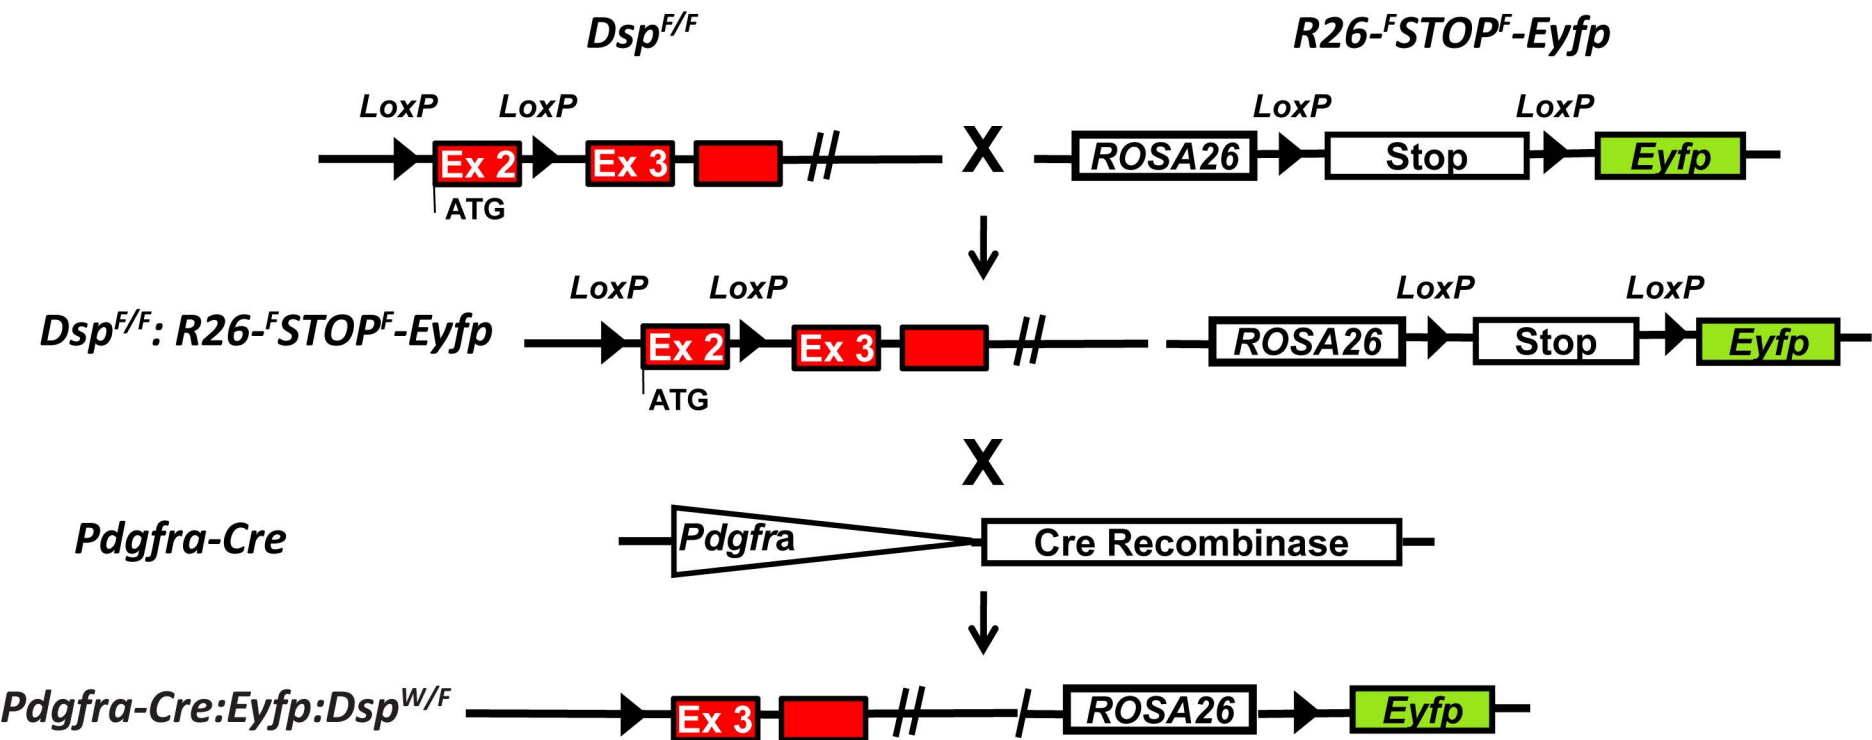 Dsp^F/F R26-^FSTOP^F-Eyfp
LoxP LoxP LoxP LoxP
Ex 2 Ex 3 X ROSA26 Stop Eyfp
ATG
LoxP LoxP LoxP LoxP
Dsp^F/F: R26-^FSTOP^F-Eyfp Ex 2 Ex 3 ROSA26 Stop Eyfp
ATG
X
Pdgfra-Cre Pdgfra Cre Recombinase
Pdgfra-Cre:Eyfp:Dsp^W/F Ex 3 ROSA26 Eyfp